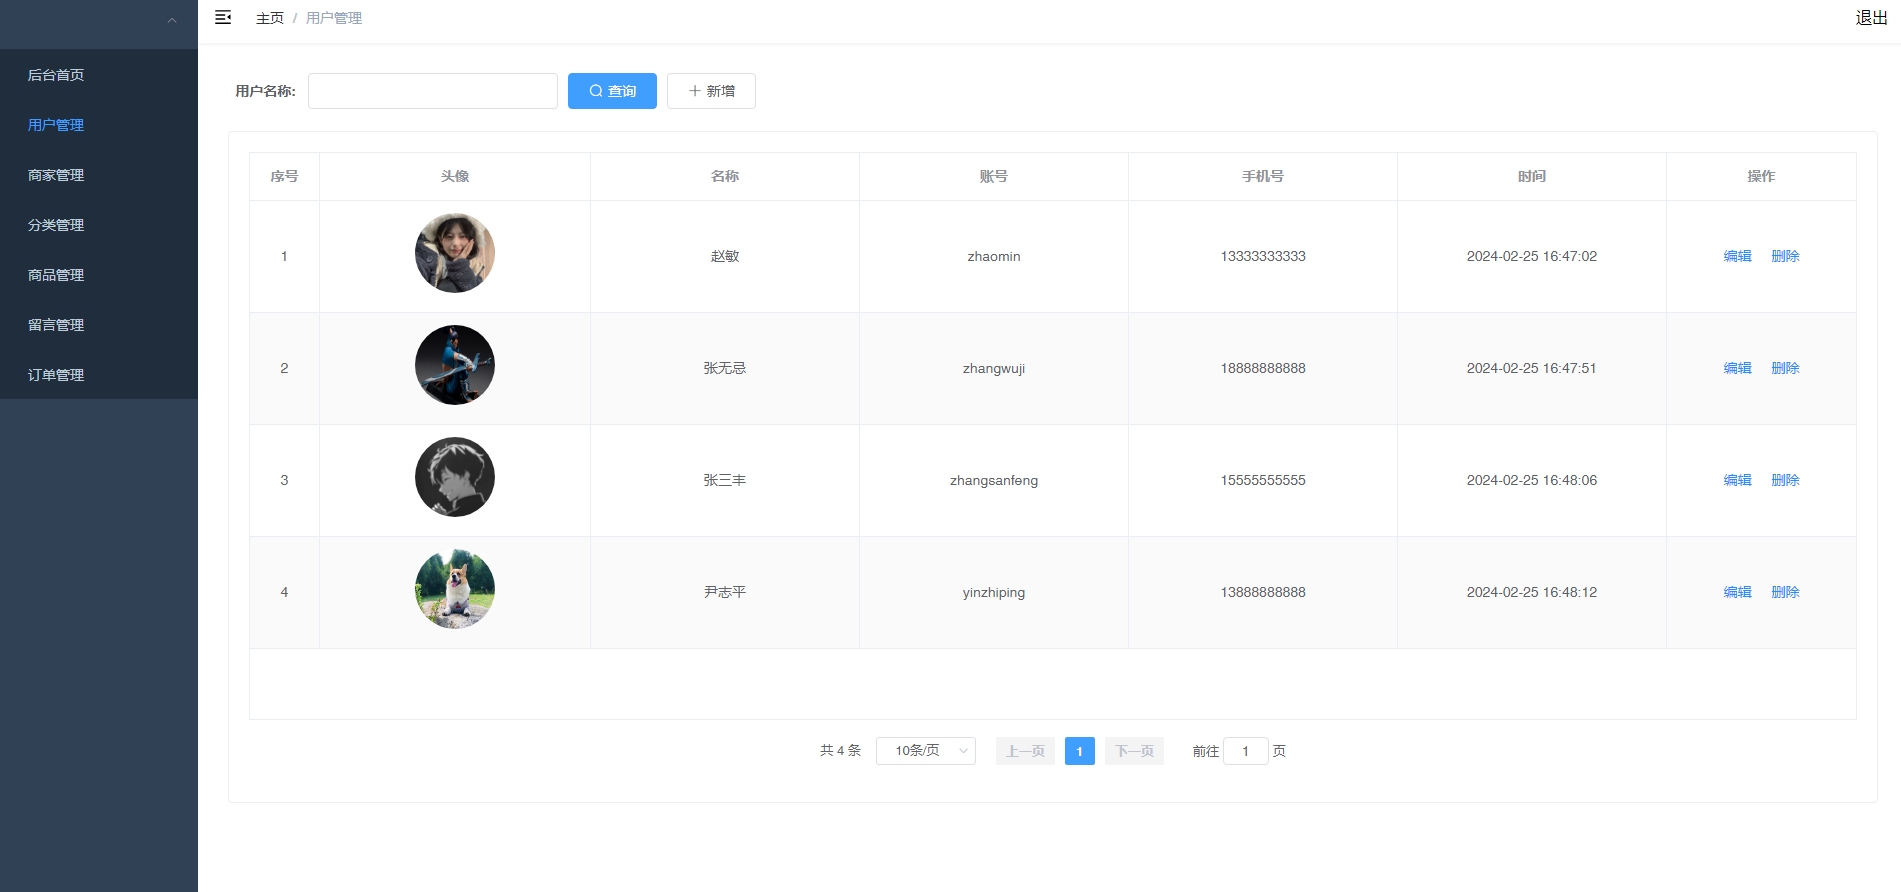 主页 / 用户管理
退出
后台首页
用户管理
商家管理
分类管理
商品管理
留言管理
订单管理
用户名称:
查询
新增
序号 头像 名称 账号 手机号 时间 操作
1 赵敏 zhaomin 13333333333 2024-02-25 16:47:02 编辑 删除
2 张无忌 zhangwuji 18888888888 2024-02-25 16:47:51 编辑 删除
3 张三丰 zhangsanfeng 15555555555 2024-02-25 16:48:06 编辑 删除
4 尹志平 yinzhiping 13888888888 2024-02-25 16:48:12 编辑 删除
共 4 条 10条/页 上一页 1 下一页 前往 1 页